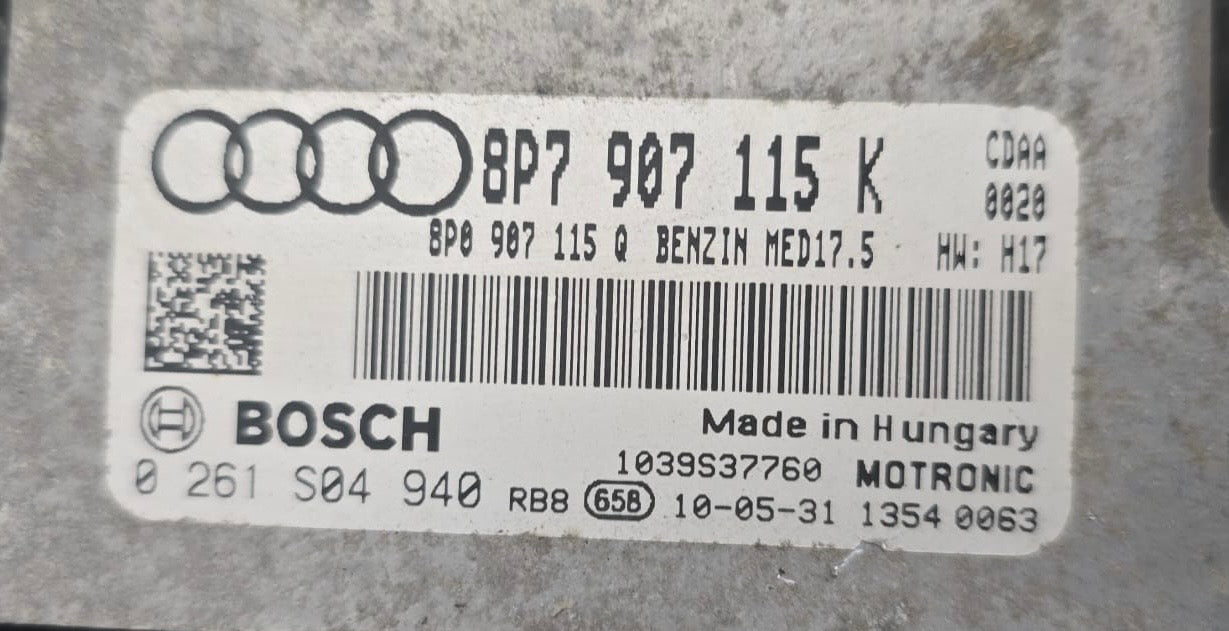 8P7 907 115 K CDAA
0020
8P0 907 115 Q BENZIN MED17.5 HW: H17
BOSCH Made in Hungary
1039S37760 MOTRONIC
0 261 S04 940 RB8 658 10-05-31 1354 0063